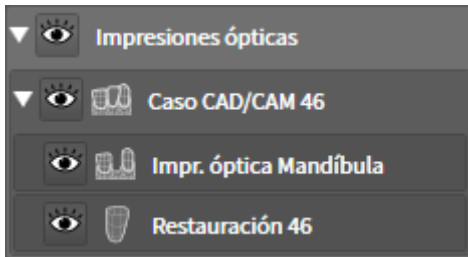 Impresiones ópticas
Caso CAD/CAM 46
Impr. óptica Mandíbula
Restauración 46